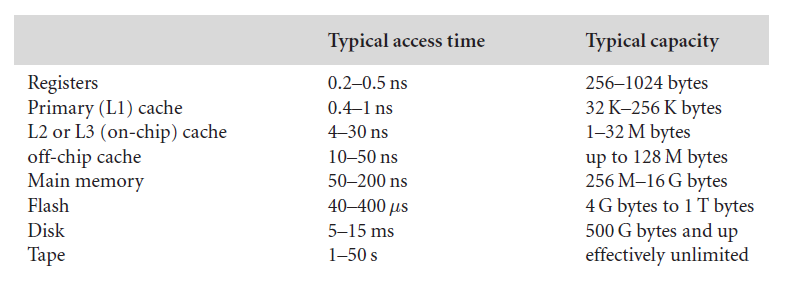 Typical access time Typical capacity
Registers 0.2–0.5 ns 256–1024 bytes
Primary (L1) cache 0.4–1 ns 32 K–256 K bytes
L2 or L3 (on-chip) cache 4–30 ns 1–32 M bytes
off-chip cache 10–50 ns up to 128 M bytes
Main memory 50–200 ns 256 M–16 G bytes
Flash 40–400 μs 4 G bytes to 1 T bytes
Disk 5–15 ms 500 G bytes and up
Tape 1–50 s effectively unlimited